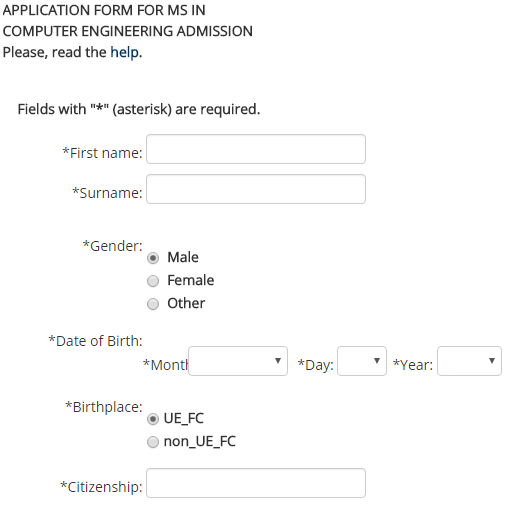 APPLICATION FORM FOR MS IN
COMPUTER ENGINEERING ADMISSION
Please, read the help.
Fields with "*" (asterisk) are required.
*First name:
*Surname:
*Gender:
Male
Female
Other
*Date of Birth:
*Month *Day: *Year:
*Birthplace:
UE_FC
non_UE_FC
*Citizenship: